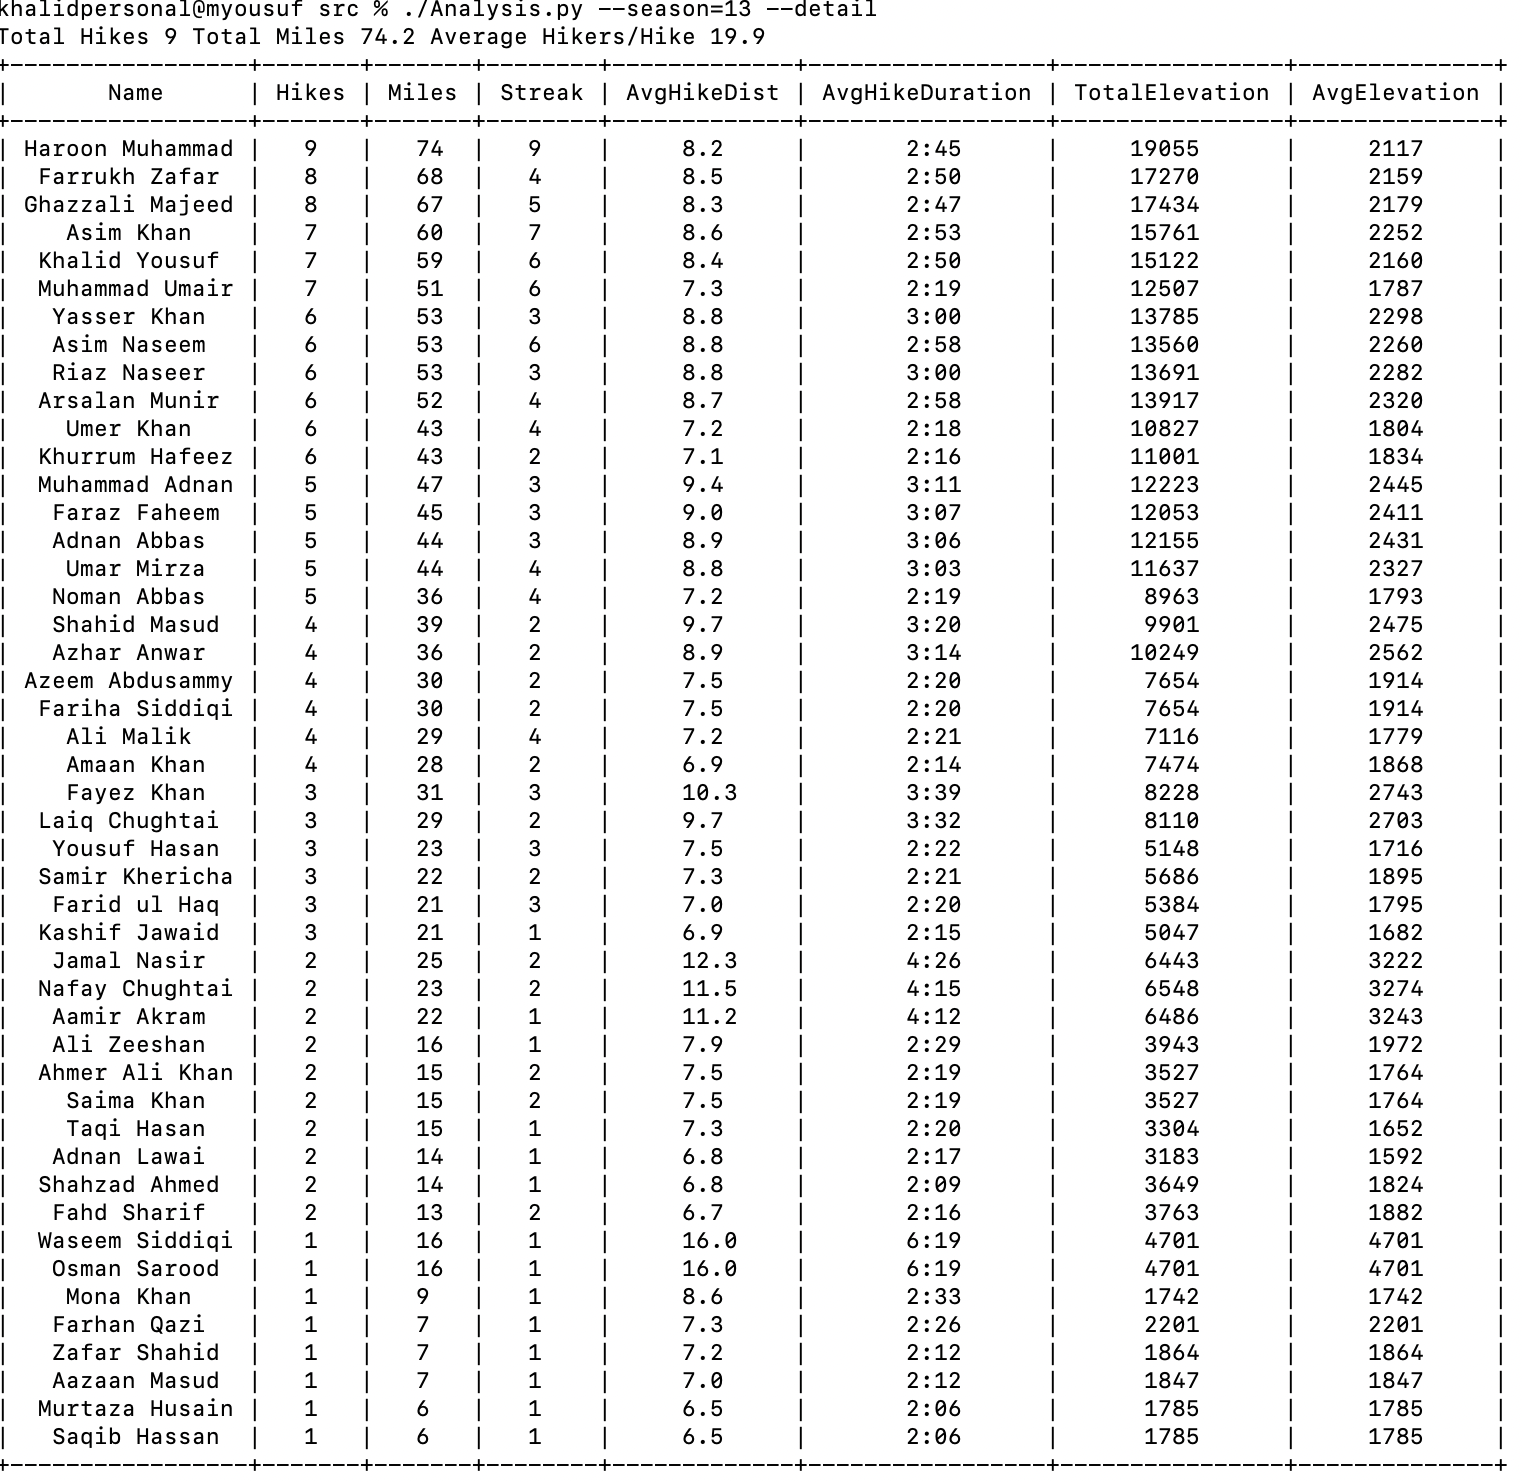 khalidpersonal@myousuf src % ./Analysis.py --season=13 --detail
Total Hikes 9 Total Miles 74.2 Average Hikers/Hike 19.9
+------------------+-------+-------+--------+-------------+-----------------+----------------+--------------+
| Name | Hikes | Miles | Streak | AvgHikeDist | AvgHikeDuration | TotalElevation | AvgElevation |
+------------------+-------+-------+--------+-------------+-----------------+----------------+--------------+
| Haroon Muhammad | 9 | 74 | 9 | 8.2 | 2:45 | 19055 | 2117 |
| Farrukh Zafar | 8 | 68 | 4 | 8.5 | 2:50 | 17270 | 2159 |
| Ghazzali Majeed | 8 | 67 | 5 | 8.3 | 2:47 | 17434 | 2179 |
| Asim Khan | 7 | 60 | 7 | 8.6 | 2:53 | 15761 | 2252 |
| Khalid Yousuf | 7 | 59 | 6 | 8.4 | 2:50 | 15122 | 2160 |
| Muhammad Umair | 7 | 51 | 6 | 7.3 | 2:19 | 12507 | 1787 |
| Yasser Khan | 6 | 53 | 3 | 8.8 | 3:00 | 13785 | 2298 |
| Asim Naseem | 6 | 53 | 6 | 8.8 | 2:58 | 13560 | 2260 |
| Riaz Naseer | 6 | 53 | 3 | 8.8 | 3:00 | 13691 | 2282 |
| Arsalan Munir | 6 | 52 | 4 | 8.7 | 2:58 | 13917 | 2320 |
| Umer Khan | 6 | 43 | 4 | 7.2 | 2:18 | 10827 | 1804 |
| Khurrum Hafeez | 6 | 43 | 2 | 7.1 | 2:16 | 11001 | 1834 |
| Muhammad Adnan | 5 | 47 | 3 | 9.4 | 3:11 | 12223 | 2445 |
| Faraz Faheem | 5 | 45 | 3 | 9.0 | 3:07 | 12053 | 2411 |
| Adnan Abbas | 5 | 44 | 3 | 8.9 | 3:06 | 12155 | 2431 |
| Umar Mirza | 5 | 44 | 4 | 8.8 | 3:03 | 11637 | 2327 |
| Noman Abbas | 5 | 36 | 4 | 7.2 | 2:19 | 8963 | 1793 |
| Shahid Masud | 4 | 39 | 2 | 9.7 | 3:20 | 9901 | 2475 |
| Azhar Anwar | 4 | 36 | 2 | 8.9 | 3:14 | 10249 | 2562 |
| Azeem Abdusammy | 4 | 30 | 2 | 7.5 | 2:20 | 7654 | 1914 |
| Fariha Siddiqi | 4 | 30 | 2 | 7.5 | 2:20 | 7654 | 1914 |
| Ali Malik | 4 | 29 | 4 | 7.2 | 2:21 | 7116 | 1779 |
| Amaan Khan | 4 | 28 | 2 | 6.9 | 2:14 | 7474 | 1868 |
| Fayez Khan | 3 | 31 | 3 | 10.3 | 3:39 | 8228 | 2743 |
| Laiq Chughtai | 3 | 29 | 2 | 9.7 | 3:32 | 8110 | 2703 |
| Yousuf Hasan | 3 | 23 | 3 | 7.5 | 2:22 | 5148 | 1716 |
| Samir Khericha | 3 | 22 | 2 | 7.3 | 2:21 | 5686 | 1895 |
| Farid ul Haq | 3 | 21 | 3 | 7.0 | 2:20 | 5384 | 1795 |
| Kashif Jawaid | 3 | 21 | 1 | 6.9 | 2:15 | 5047 | 1682 |
| Jamal Nasir | 2 | 25 | 2 | 12.3 | 4:26 | 6443 | 3222 |
| Nafay Chughtai | 2 | 23 | 2 | 11.5 | 4:15 | 6548 | 3274 |
| Aamir Akram | 2 | 22 | 1 | 11.2 | 4:12 | 6486 | 3243 |
| Ali Zeeshan | 2 | 16 | 1 | 7.9 | 2:29 | 3943 | 1972 |
| Ahmer Ali Khan | 2 | 15 | 2 | 7.5 | 2:19 | 3527 | 1764 |
| Saima Khan | 2 | 15 | 2 | 7.5 | 2:19 | 3527 | 1764 |
| Taqi Hasan | 2 | 15 | 1 | 7.3 | 2:20 | 3304 | 1652 |
| Adnan Lawai | 2 | 14 | 1 | 6.8 | 2:17 | 3183 | 1592 |
| Shahzad Ahmed | 2 | 14 | 1 | 6.8 | 2:09 | 3649 | 1824 |
| Fahd Sharif | 2 | 13 | 2 | 6.7 | 2:16 | 3763 | 1882 |
| Waseem Siddiqi | 1 | 16 | 1 | 16.0 | 6:19 | 4701 | 4701 |
| Osman Sarood | 1 | 16 | 1 | 16.0 | 6:19 | 4701 | 4701 |
| Mona Khan | 1 | 9 | 1 | 8.6 | 2:33 | 1742 | 1742 |
| Farhan Qazi | 1 | 7 | 1 | 7.3 | 2:26 | 2201 | 2201 |
| Zafar Shahid | 1 | 7 | 1 | 7.2 | 2:12 | 1864 | 1864 |
| Aazaan Masud | 1 | 7 | 1 | 7.0 | 2:12 | 1847 | 1847 |
| Murtaza Husain | 1 | 6 | 1 | 6.5 | 2:06 | 1785 | 1785 |
| Saqib Hassan | 1 | 6 | 1 | 6.5 | 2:06 | 1785 | 1785 |
+------------------+-------+-------+--------+-------------+-----------------+----------------+--------------+